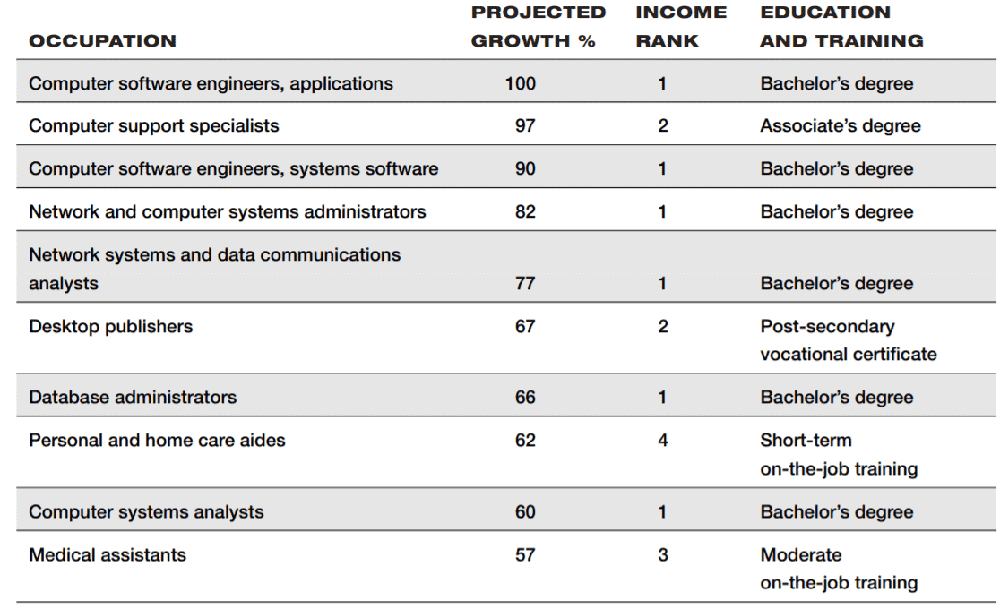 OCCUPATION PROJECTED GROWTH % INCOME RANK EDUCATION AND TRAINING
Computer software engineers, applications 100 1 Bachelor’s degree
Computer support specialists 97 2 Associate’s degree
Computer software engineers, systems software 90 1 Bachelor’s degree
Network and computer systems administrators 82 1 Bachelor’s degree
Network systems and data communications
analysts 77 1 Bachelor’s degree
Desktop publishers 67 2 Post-secondary
vocational certificate
Database administrators 66 1 Bachelor’s degree
Personal and home care aides 62 4 Short-term
on-the-job training
Computer systems analysts 60 1 Bachelor’s degree
Medical assistants 57 3 Moderate
on-the-job training